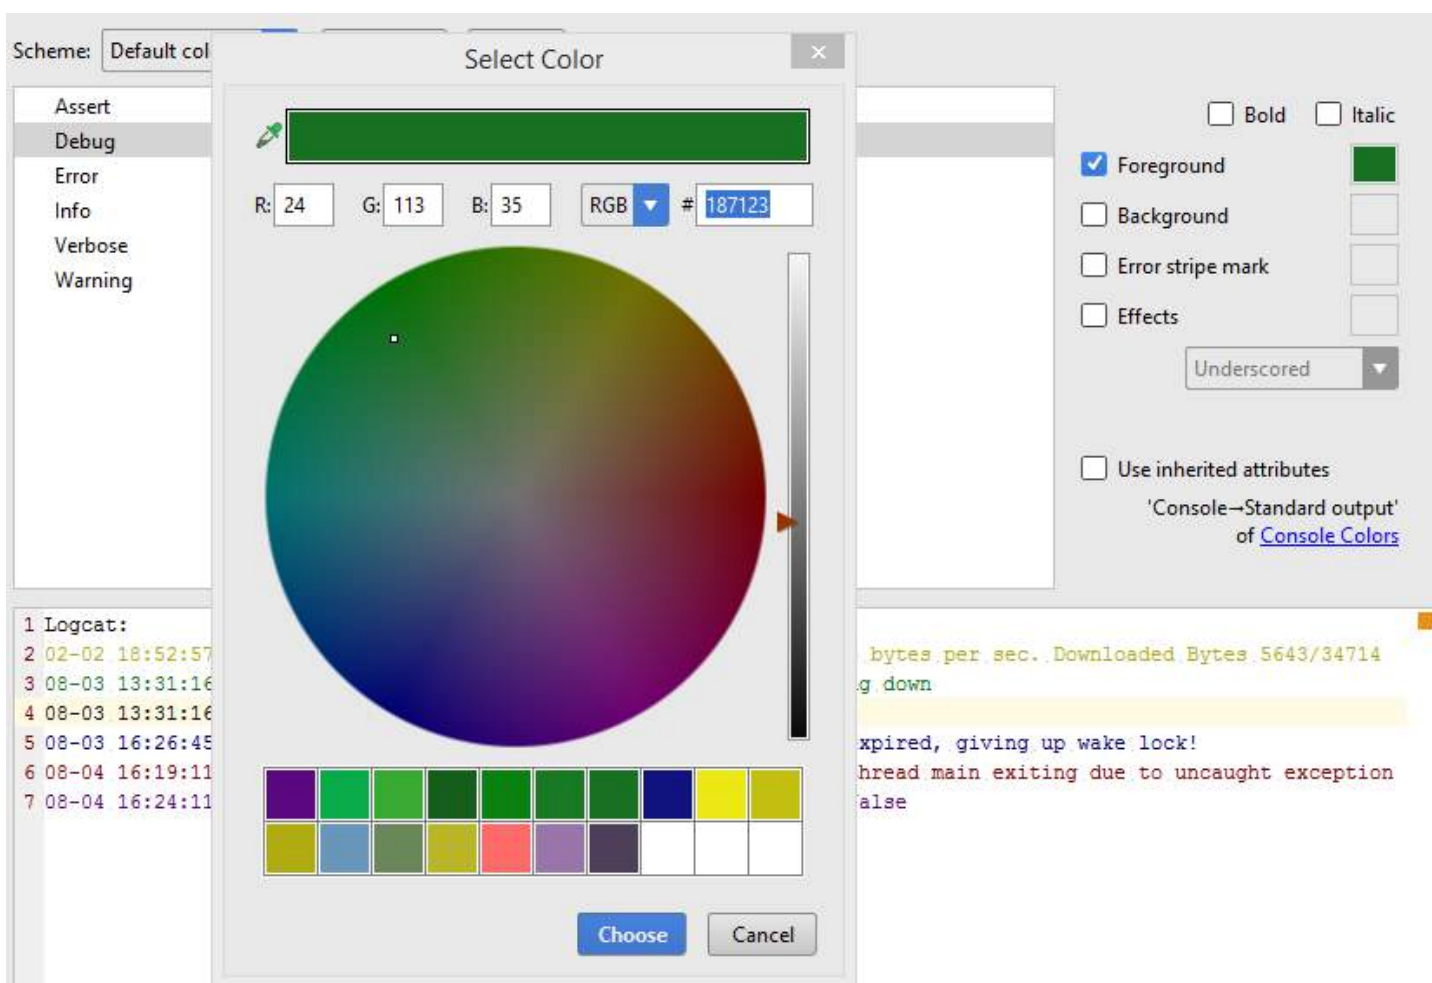 Select Color
Scheme: Default col
Assert
Debug
Error
Info
Verbose
Warning
R: 24 G: 113 B: 35 RGB # 187123
Bold Italic
Foreground
Background
Error stripe mark
Effects
Underscored
Use inherited attributes
'Console→Standard output'
of Console Colors
1 Logcat:
2 02-02 18:52:57 bytes per sec. Downloaded Bytes 5643/34714
3 08-03 13:31:16 g down
4 08-03 13:31:16
5 08-03 16:26:45 xpired, giving up wake lock!
6 08-04 16:19:11 hread main exiting due to uncaught exception
7 08-04 16:24:11 alse
Choose Cancel